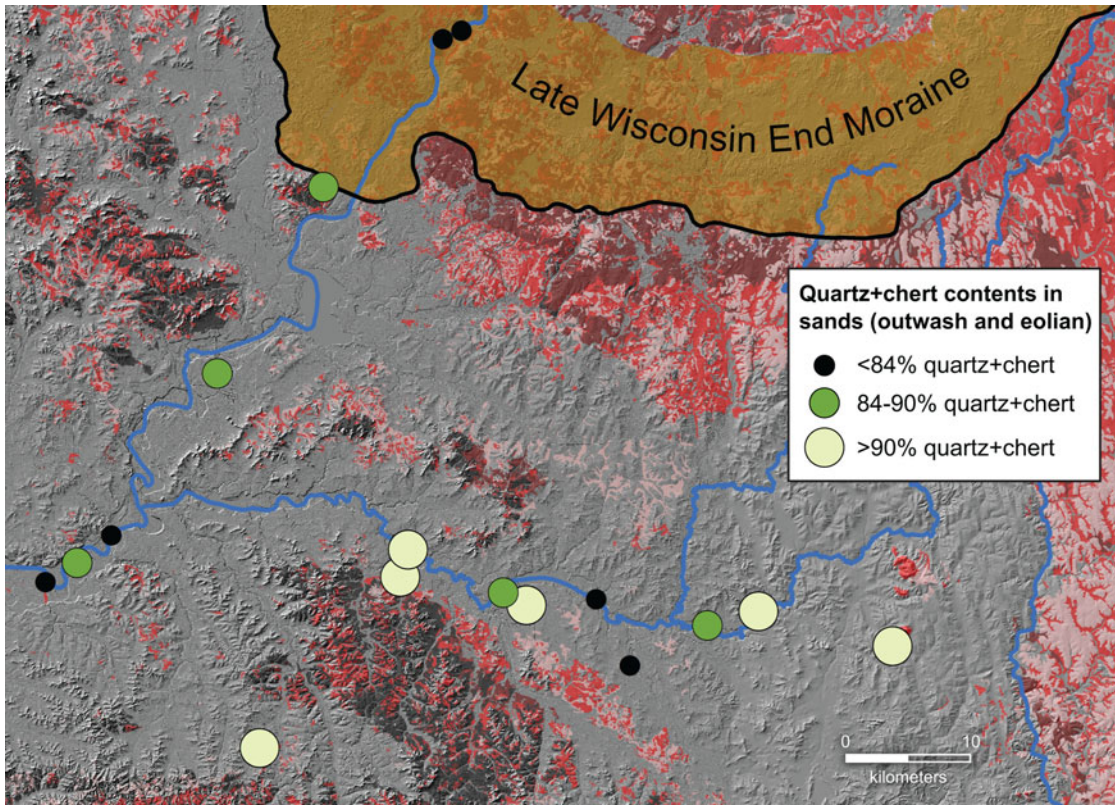 Late Wisconsin End Moraine
Quartz+chert contents in
sands (outwash and eolian)
<84% quartz+chert
84-90% quartz+chert
>90% quartz+chert
0 10
kilometers